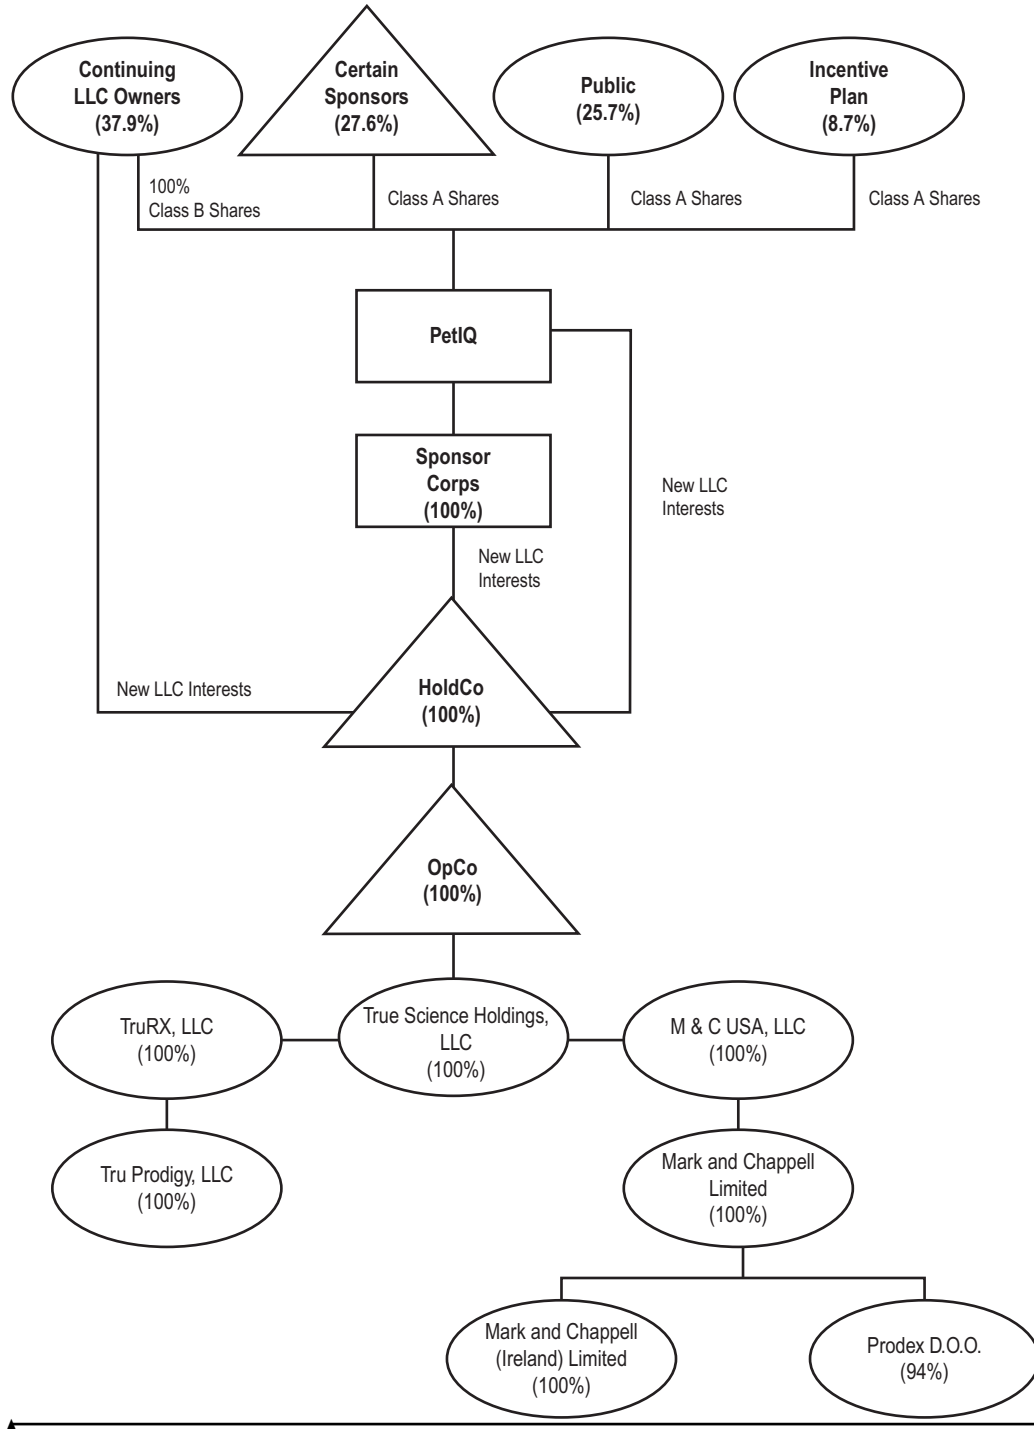 Continuing
LLC Owners
(37.9%)
Certain
Sponsors
(27.6%)
Public
(25.7%)
Incentive
Plan
(8.7%)
100%
Class B Shares
Class A Shares
Class A Shares
Class A Shares
PetIQ
Sponsor
Corps
(100%)
New LLC
Interests
New LLC
Interests
New LLC Interests
HoldCo
(100%)
OpCo
(100%)
TruRX, LLC
(100%)
True Science Holdings,
LLC
(100%)
M & C USA, LLC
(100%)
Tru Prodigy, LLC
(100%)
Mark and Chappell
Limited
(100%)
Mark and Chappell
(Ireland) Limited
(100%)
Prodex D.O.O.
(94%)